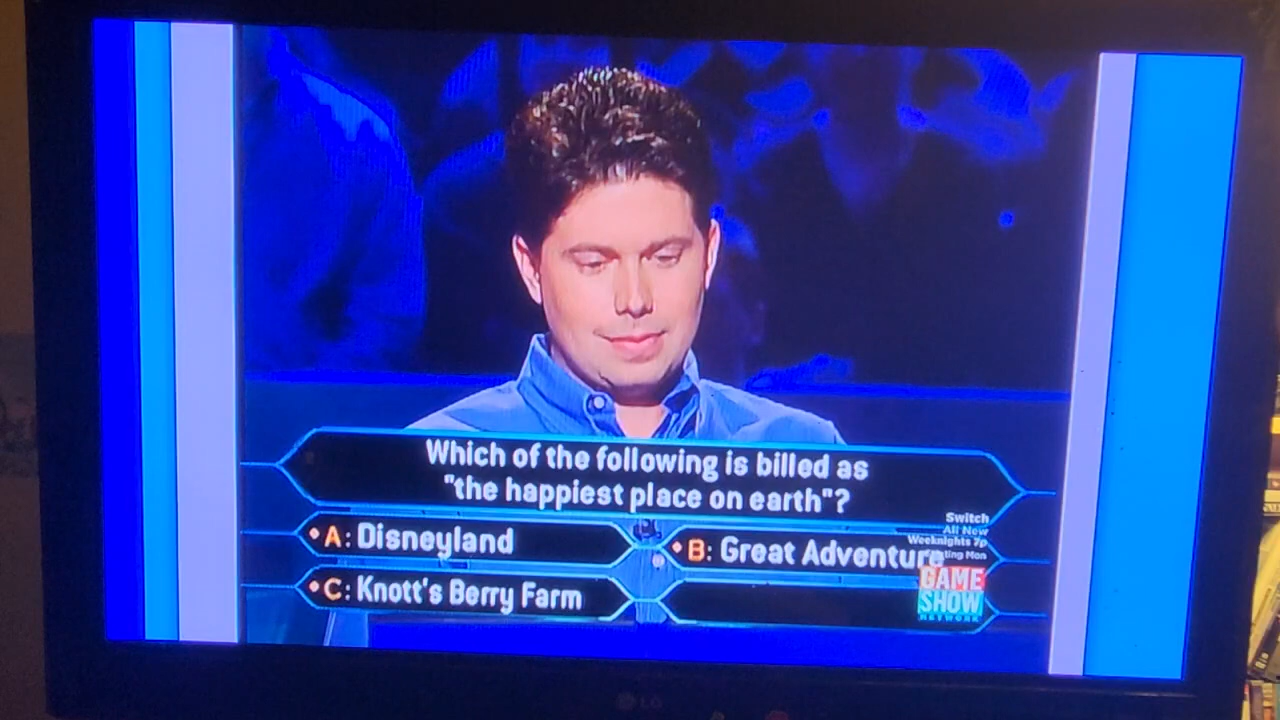 Which of the following is billed as
"the happiest place on earth"?
A: Disneyland
B: Great Adventure
C: Knott's Berry Farm
Switch
All New
Weeknights 7p
Mon
GAME
SHOW
NETWORK
LG